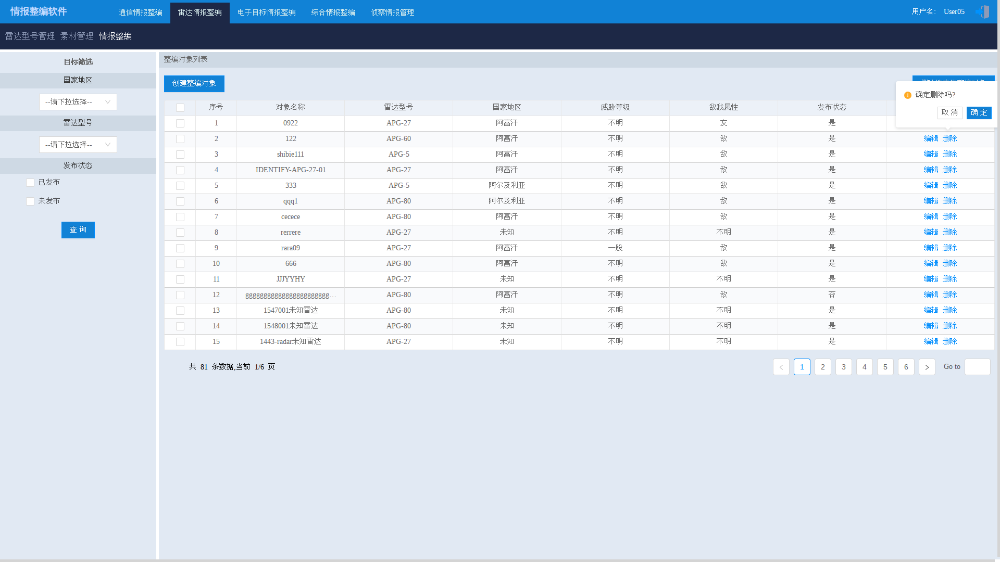 情报整编软件 通信情报整编 雷达情报整编 电子目标情报整编 综合情报整编 侦察情报管理 用户名: User05
雷达型号管理 素材管理 情报整编
目标筛选
国家地区
--请下拉选择--
雷达型号
--请下拉选择--
发布状态
已发布
未发布
查 询
整编对象列表
创建整编对象
确定删除吗?
取 消 确 定
序号 对象名称 雷达型号 国家地区 威胁等级 敌我属性 发布状态
1 0922 APG-27 阿富汗 不明 友 是
2 122 APG-60 阿富汗 不明 敌 是 编辑 删除
3 shibie111 APG-5 阿富汗 不明 敌 是 编辑 删除
4 IDENTIFY-APG-27-01 APG-27 阿富汗 不明 敌 是 编辑 删除
5 333 APG-5 阿尔及利亚 不明 敌 是 编辑 删除
6 qqq1 APG-80 阿尔及利亚 不明 敌 是 编辑 删除
7 cecece APG-80 阿富汗 不明 敌 是 编辑 删除
8 rerrere APG-27 未知 不明 不明 是 编辑 删除
9 rara09 APG-27 阿富汗 一般 敌 是 编辑 删除
10 666 APG-80 阿富汗 不明 敌 是 编辑 删除
11 JJJYYHY APG-27 未知 不明 不明 是 编辑 删除
12 ggggggggggggggggggggggg… APG-80 阿富汗 不明 敌 否 编辑 删除
13 1547001未知雷达 APG-80 未知 不明 不明 是 编辑 删除
14 1548001未知雷达 APG-80 未知 不明 不明 是 编辑 删除
15 1443-radar未知雷达 APG-27 未知 不明 不明 是 编辑 删除
共 81 条数据,当前 1/6 页 1 2 3 4 5 6 Go to